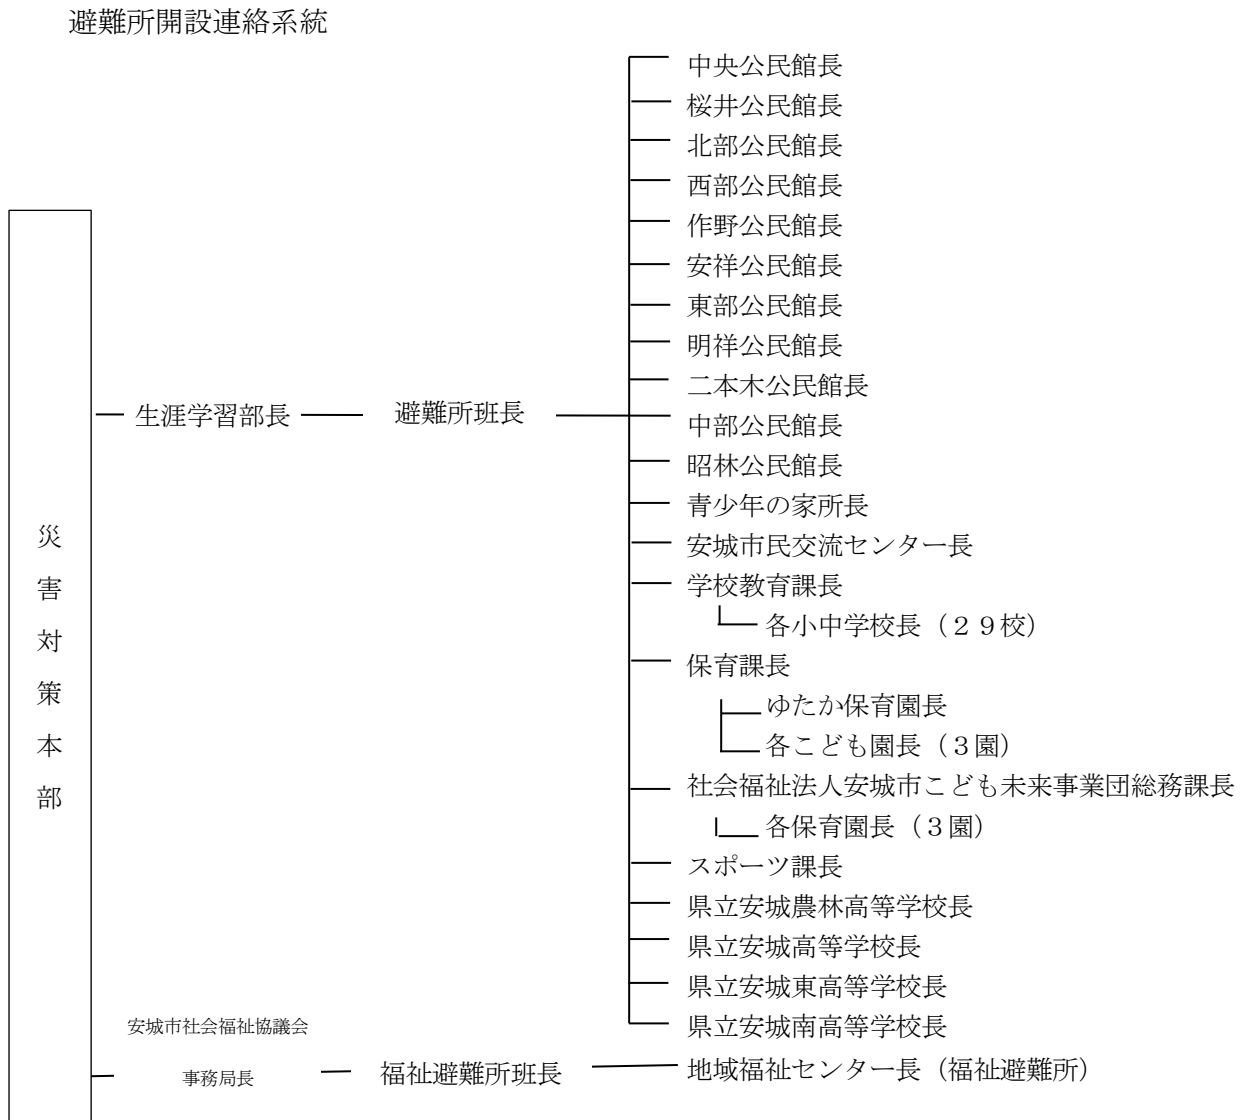 避難所開設連絡系統
災害対策本部
生涯学習部長
避難所班長
中央公民館長
桜井公民館長
北部公民館長
西部公民館長
作野公民館長
安祥公民館長
東部公民館長
明祥公民館長
二本木公民館長
中部公民館長
昭林公民館長
青少年の家所長
安城市民交流センター長
学校教育課長
各小中学校長（２９校）
保育課長
ゆたか保育園長
各こども園長（３園）
社会福祉法人安城市こども未来事業団総務課長
各保育園長（３園）
スポーツ課長
県立安城農林高等学校長
県立安城高等学校長
県立安城東高等学校長
県立安城南高等学校長
安城市社会福祉協議会
事務局長
福祉避難所班長
地域福祉センター長（福祉避難所）